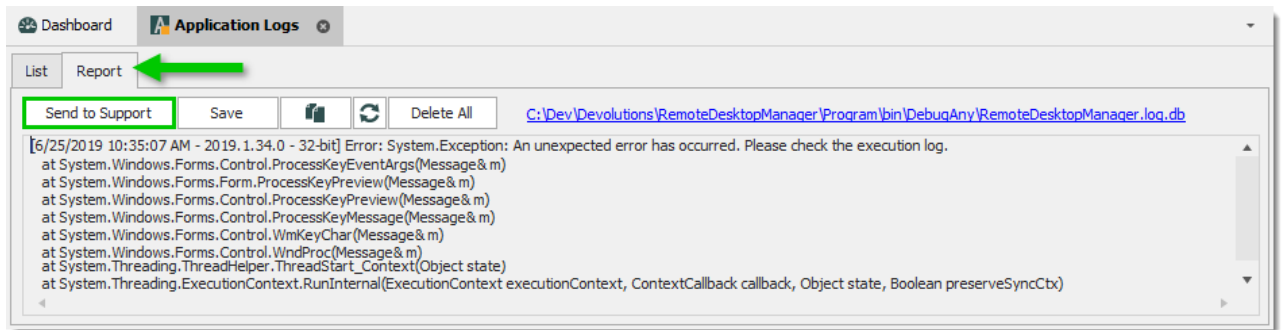 Dashboard
Application Logs
List
Report
Send to Support
Save
Delete All
C:\Dev\Devolutions\RemoteDesktopManager\Program\bin\DebugAny\RemoteDesktopManager.log.db
[6/25/2019 10:35:07 AM - 2019.1.34.0 - 32-bit] Error: System.Exception: An unexpected error has occurred. Please check the execution log.
at System.Windows.Forms.Control.ProcessKeyEventArgs(Message& m)
at System.Windows.Forms.Form.ProcessKeyPreview(Message& m)
at System.Windows.Forms.Control.ProcessKeyPreview(Message& m)
at System.Windows.Forms.Control.ProcessKeyMessage(Message& m)
at System.Windows.Forms.Control.WmKeyChar(Message& m)
at System.Windows.Forms.Control.WndProc(Message& m)
at System.Threading.ThreadHelper.ThreadStart_Context(Object state)
at System.Threading.ExecutionContext.RunInternal(ExecutionContext executionContext, ContextCallback callback, Object state, Boolean preserveSyncCtx)